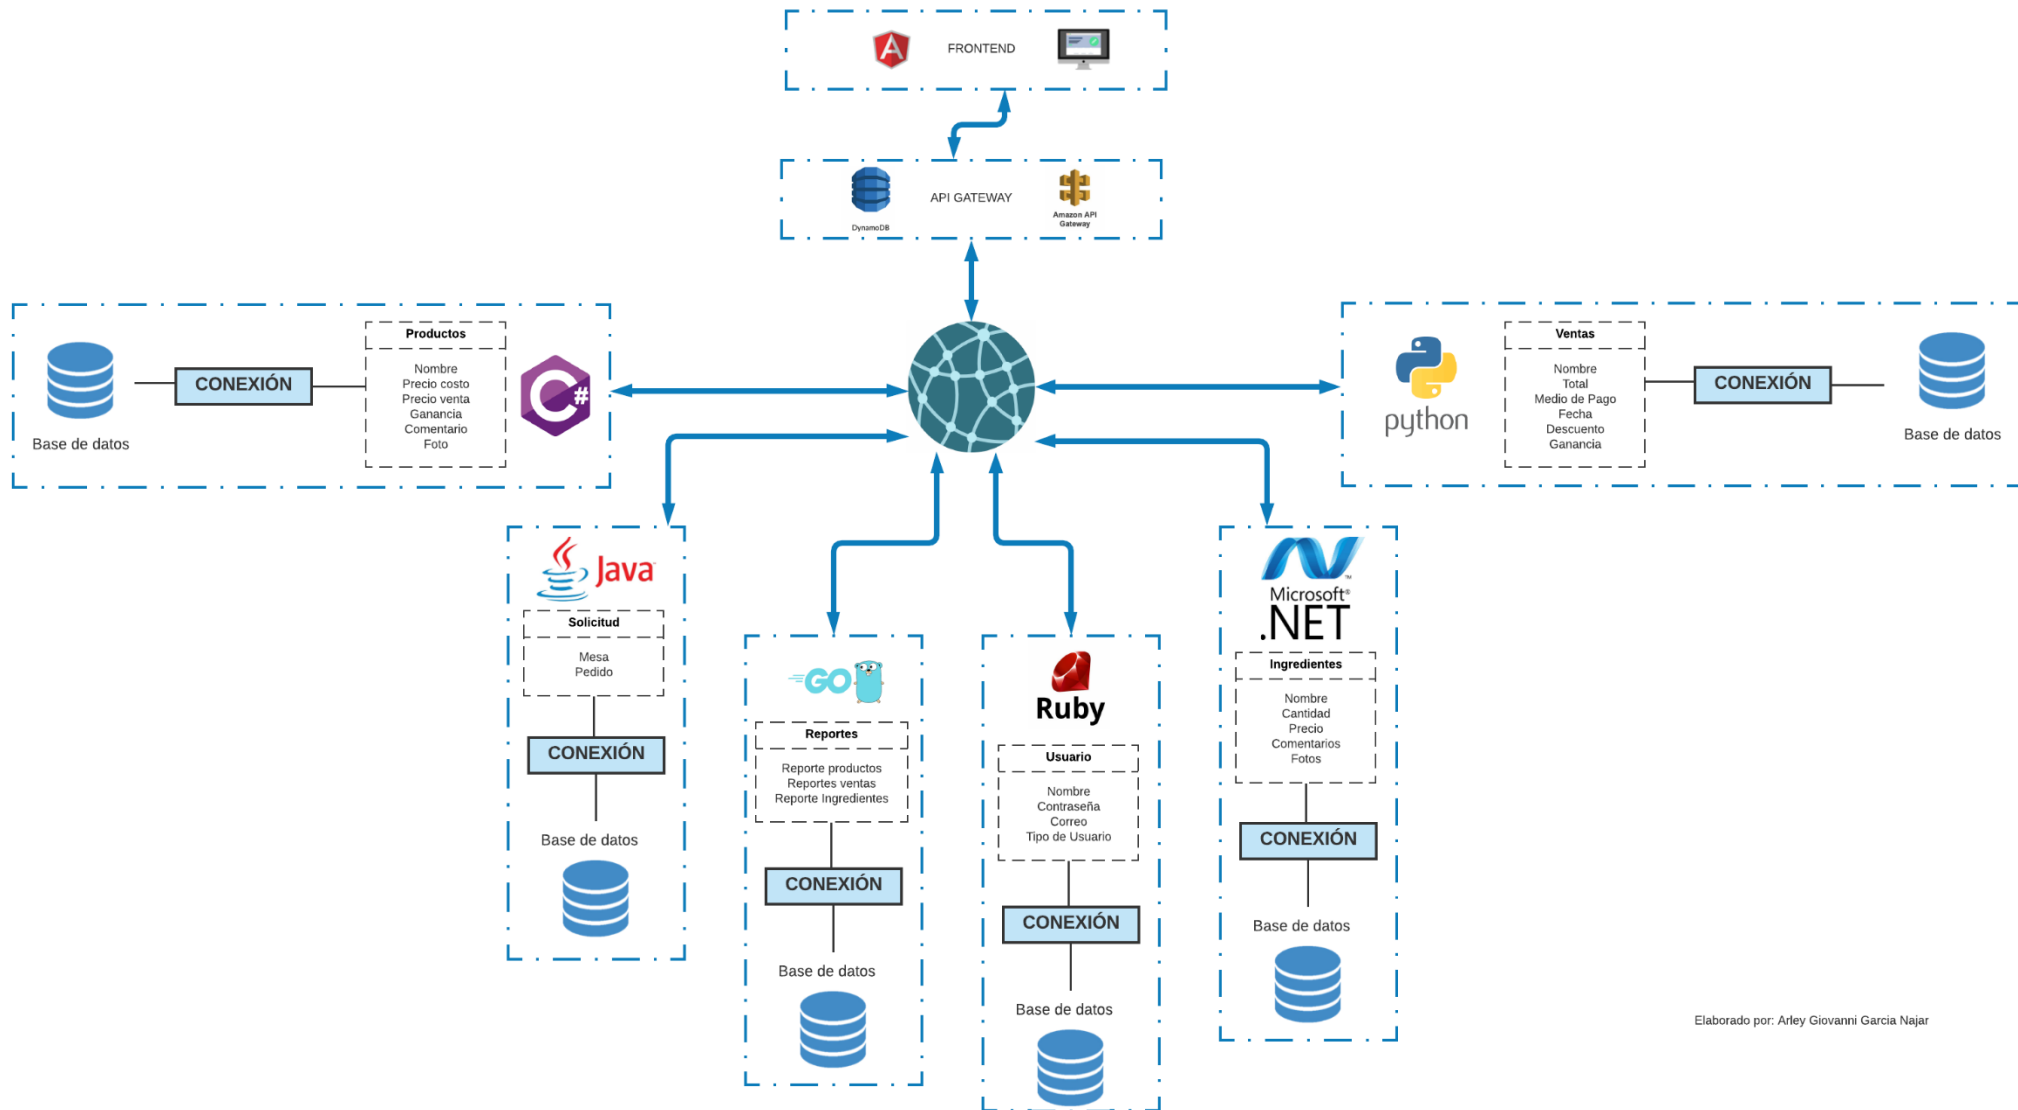 FRONTEND
API GATEWAY
DynamoDB
Amazon API
Gateway
Base de datos
CONEXIÓN
Productos
Nombre
Precio costo
Precio venta
Ganancia
Comentario
Foto
C#
python
Ventas
Nombre
Total
Medio de Pago
Fecha
Descuento
Ganancia
CONEXIÓN
Base de datos
Java
Solicitud
Mesa
Pedido
CONEXIÓN
Base de datos
GO
Reportes
Reporte productos
Reportes ventas
Reporte Ingredientes
CONEXIÓN
Base de datos
Ruby
Usuario
Nombre
Contraseña
Correo
Tipo de Usuario
CONEXIÓN
Base de datos
Microsoft®
.NET
Ingredientes
Nombre
Cantidad
Precio
Comentarios
Fotos
CONEXIÓN
Base de datos
Elaborado por: Arley Giovanni Garcia Najar